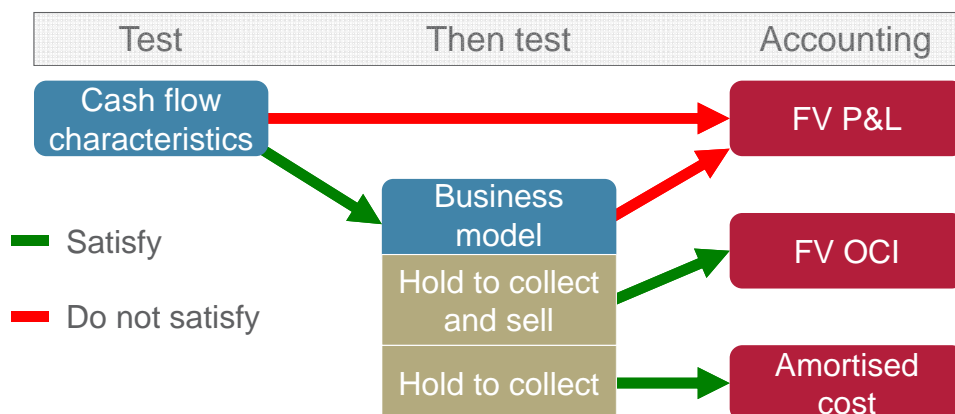 Test Then test Accounting
Cash flow
characteristics
FV P&L
Business
model
Satisfy
FV OCI
Hold to collect
and sell
Do not satisfy
Hold to collect
Amortised
cost